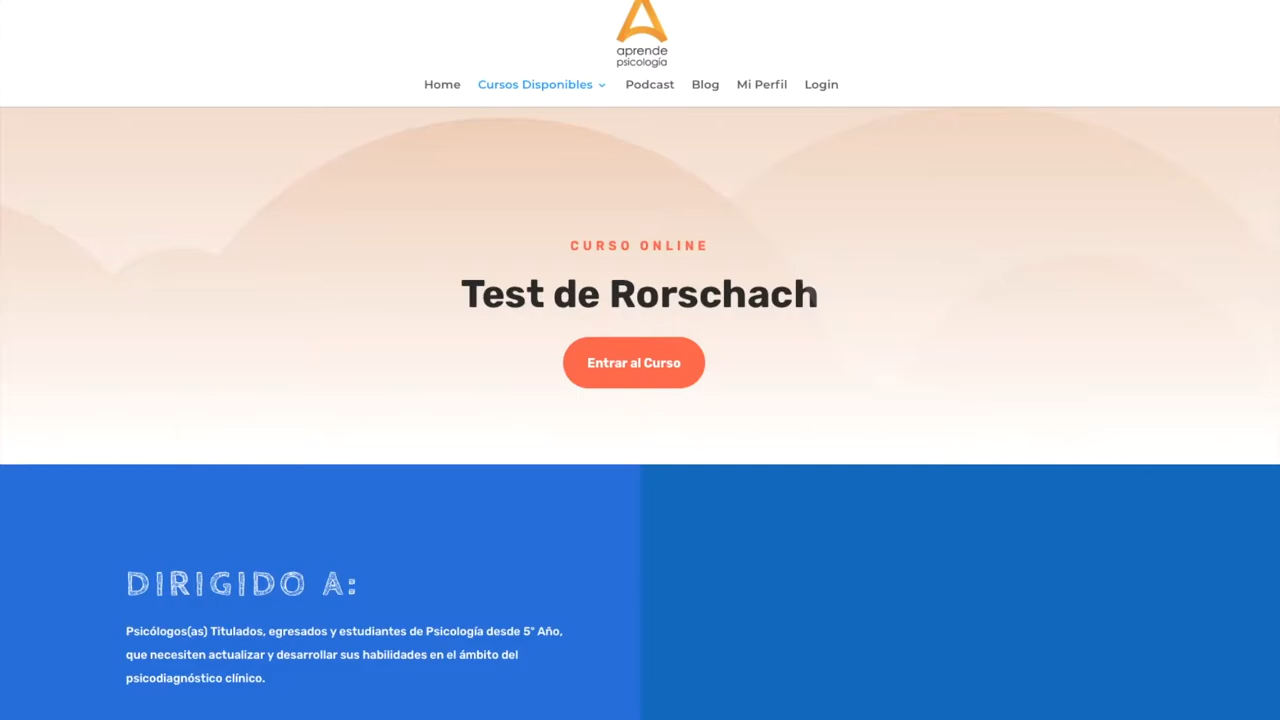 aprende
psicología
Home Cursos Disponibles Podcast Blog Mi Perfil Login
CURSO ONLINE
Test de Rorschach
Entrar al Curso
DIRIGIDO A:
Psicólogos(as) Titulados, egresados y estudiantes de Psicología desde 5º Año,
que necesiten actualizar y desarrollar sus habilidades en el ámbito del
psicodiagnóstico clínico.